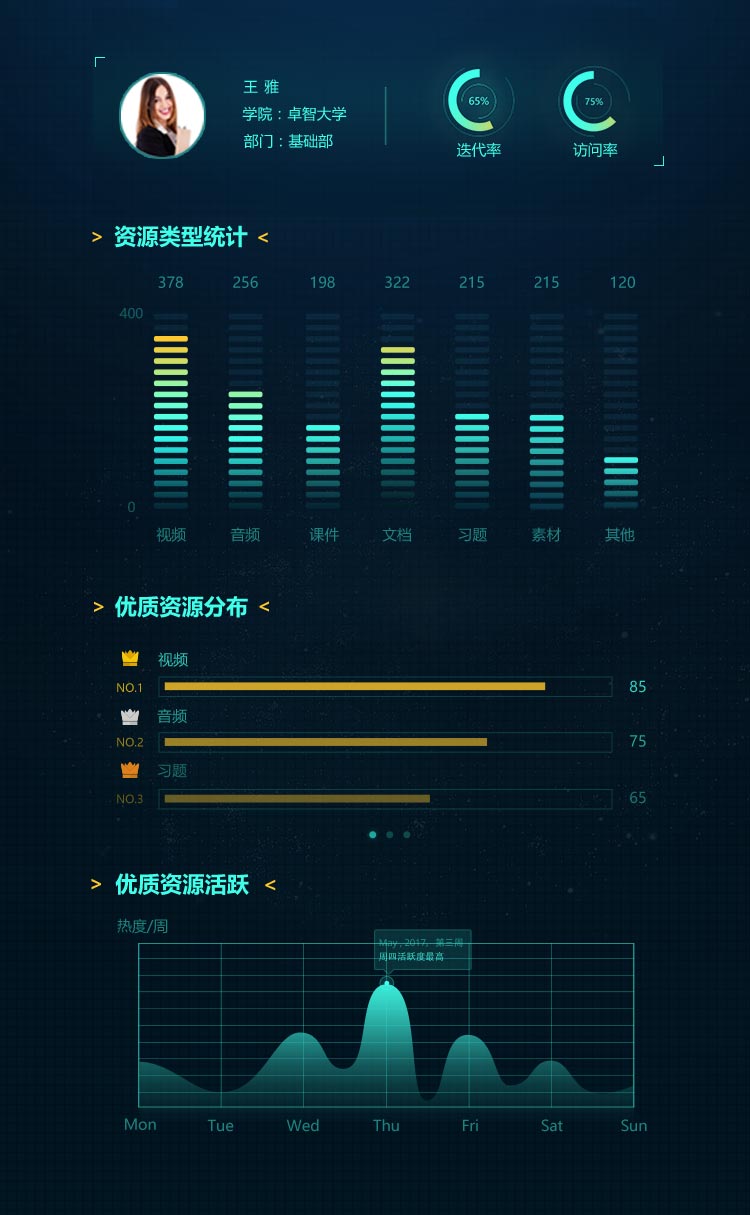 王 雅
学院：卓智大学
部门：基础部
65%
75%
迭代率
访问率
> 资源类型统计 <
378 256 198 322 215 215 120
400
0
视频 音频 课件 文档 习题 素材 其他
> 优质资源分布 <
视频
NO.1 85
音频
NO.2 75
习题
NO.3 65
> 优质资源活跃 <
热度/周
May , 2017, 第三周
周四活跃度最高
Mon Tue Wed Thu Fri Sat Sun